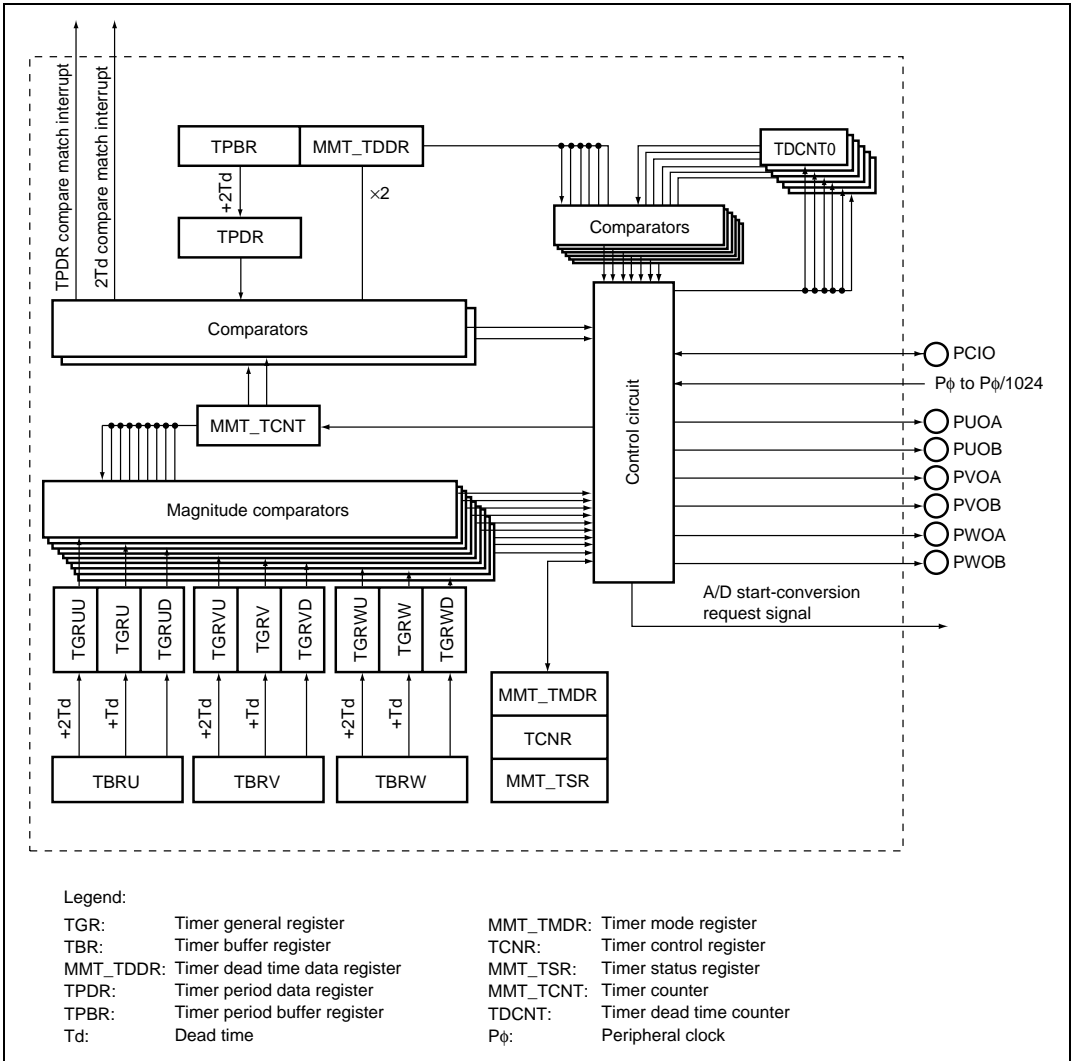 TPDR compare match interrupt
2Td compare match interrupt
TPBR
MMT_TDDR
TDCNT0
+2Td
×2
TPDR
Comparators
Comparators
PCIO
Pϕ to Pϕ/1024
MMT_TCNT
Control circuit
PUOA
PUOB
PVOA
PVOB
PWOA
PWOB
Magnitude comparators
A/D start-conversion
request signal
TGRUU
TGRU
TGRUD
TGRVU
TGRV
TGRVD
TGRWU
TGRW
TGRWD
+2Td
+Td
+2Td
+Td
+2Td
+Td
TBRU
TBRV
TBRW
MMT_TMDR
TCNR
MMT_TSR
Legend:
TGR: Timer general register
TBR: Timer buffer register
MMT_TDDR: Timer dead time data register
TPDR: Timer period data register
TPBR: Timer period buffer register
Td: Dead time
MMT_TMDR: Timer mode register
TCNR: Timer control register
MMT_TSR: Timer status register
MMT_TCNT: Timer counter
TDCNT: Timer dead time counter
Pϕ: Peripheral clock